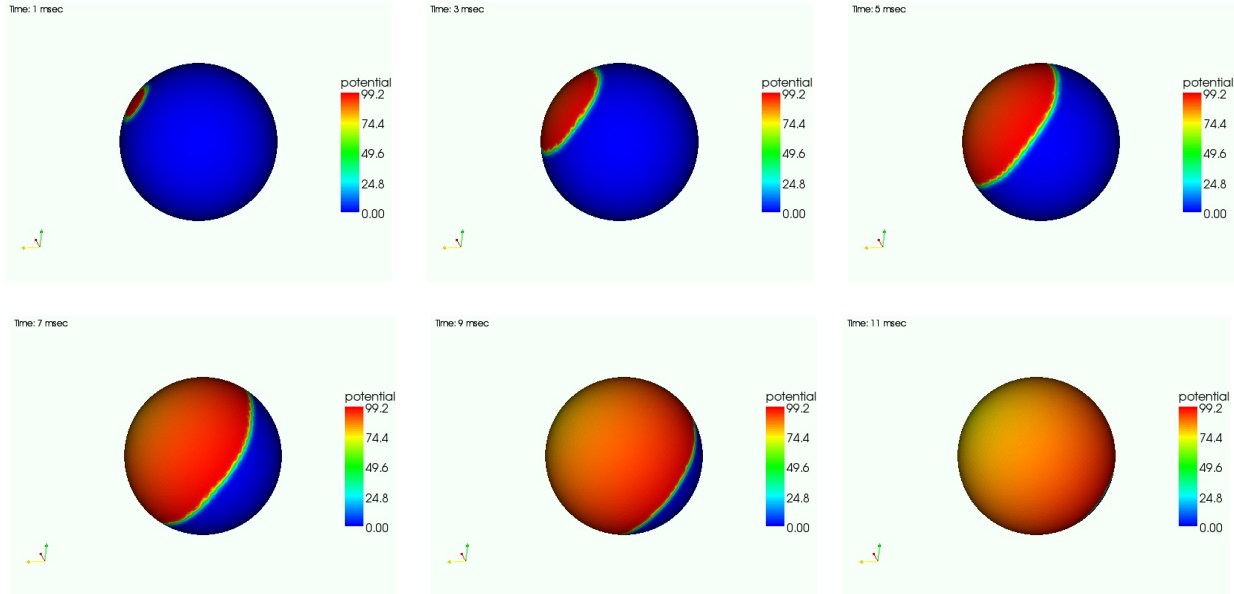 Time: 1 msec
potential
99.2
74.4
49.6
24.8
0.00
Time: 3 msec
potential
99.2
74.4
49.6
24.8
0.00
Time: 5 msec
potential
99.2
74.4
49.6
24.8
0.00
Time: 7 msec
potential
99.2
74.4
49.6
24.8
0.00
Time: 9 msec
potential
99.2
74.4
49.6
24.8
0.00
Time: 11 msec
potential
99.2
74.4
49.6
24.8
0.00